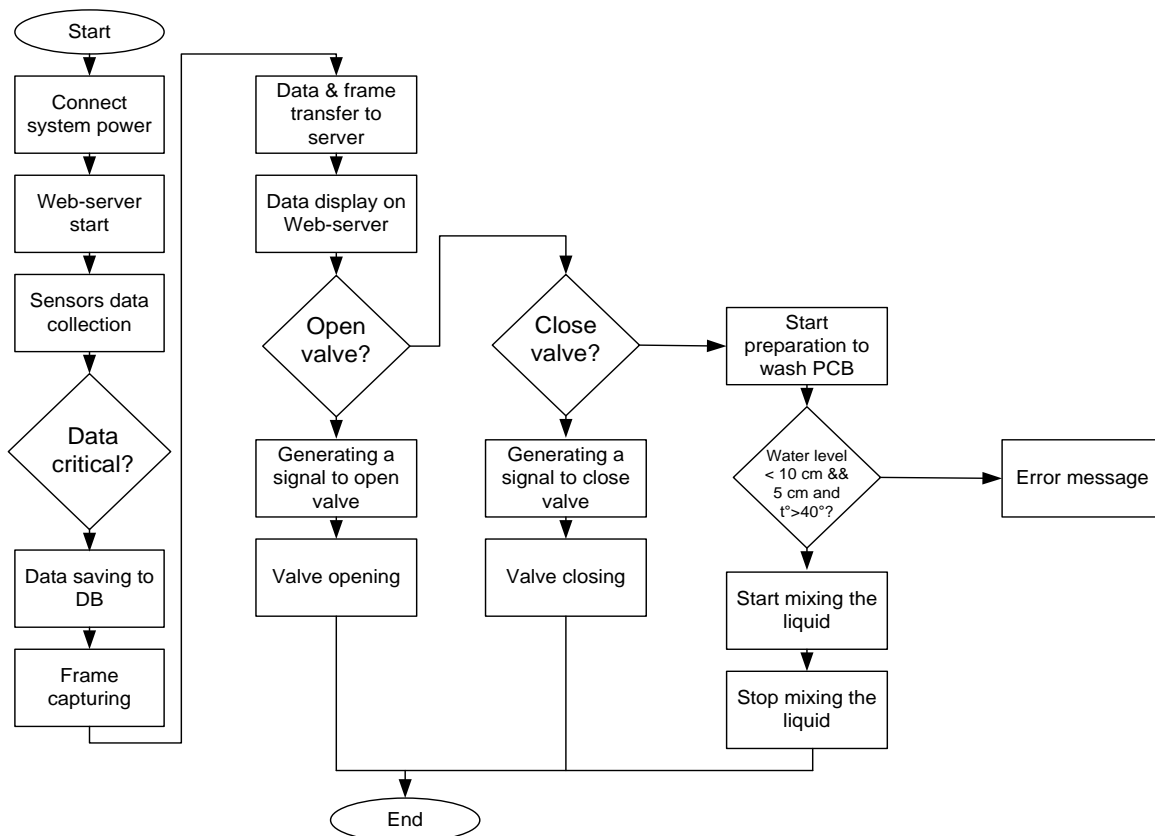 Start
Connect
system power
Web-server
start
Sensors data
collection
Data
critical?
Data saving to
DB
Frame
capturing
Data & frame
transfer to
server
Data display on
Web-server
Open
valve?
Generating a
signal to open
valve
Valve opening
Close
valve?
Generating a
signal to close
valve
Valve closing
Start
preparation to
wash PCB
Water level
< 10 cm &&
5 cm and
t°>40°?
Error message
Start mixing the
liquid
Stop mixing the
liquid
End